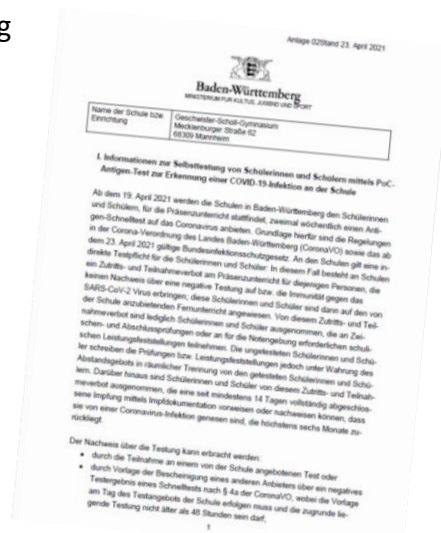 g
Anlage 02Stand 23. April 2021
Baden-Württemberg
MINISTERIUM FÜR KULTUS, JUGEND UND SPORT
Name der Schule bzw. Einrichtung
Geschwister-Scholl-Gymnasium
Mecklenburger Straße 62
68309 Mannheim
I. Informationen zur Selbsttestung von Schülerinnen und Schülern mittels PoC-
Antigen-Test zur Erkennung einer COVID-19-Infektion an der Schule
Ab dem 19. April 2021 werden die Schulen in Baden-Württemberg den Schülerinnen
und Schülern, für die Präsenzunterricht stattfindet, zweimal wöchentlich einen Anti-
gen-Schnelltest auf das Coronavirus anbieten. Grundlage hierfür sind die Regelungen
in der Corona-Verordnung des Landes Baden-Württemberg (CoronaVO) sowie das ab
dem 23. April 2021 gültige Bundesinfektionsschutzgesetz. An den Schulen gilt eine in-
direkte Testpflicht für die Schülerinnen und Schüler: In diesem Fall besteht an Schulen
ein Zutritts- und Teilnahmeverbot am Präsenzunterricht für diejenigen Personen, die
keinen Nachweis über eine negative Testung auf bzw. die Immunität gegen das
SARS-CoV-2 Virus erbringen; diese Schülerinnen und Schüler sind dann auf den von
der Schule anzubietenden Fernunterricht angewiesen. Von diesem Zutritts- und Teil-
nahmeverbot sind lediglich Schülerinnen und Schüler ausgenommen, die an Zwi-
schen- und Abschlussprüfungen oder an für die Notengebung erforderlichen schuli-
schen Leistungsfeststellungen teilnehmen. Die ungetesteten Schülerinnen und Schü-
ler schreiben die Prüfungen bzw. Leistungsfeststellungen jedoch unter Wahrung des
Abstandsgebots in räumlicher Trennung von den getesteten Schülerinnen und Schü-
lern. Darüber hinaus sind Schülerinnen und Schüler von diesem Zutritts- und Teilnah-
meverbot ausgenommen, die eine seit mindestens 14 Tagen vollständig abgeschlos-
sene Impfung mittels Impfdokumentation vorweisen oder nachweisen können, dass
sie von einer Coronavirus-Infektion genesen sind, die höchstens sechs Monate zu-
rückliegt.
Der Nachweis über die Testung kann erbracht werden:
• durch die Teilnahme an einem von der Schule angebotenen Test oder
• durch Vorlage der Bescheinigung eines anderen Anbieters über ein negatives
Testergebnis eines Schnelltests nach § 4a der CoronaVO, wobei die Vorlage
am Tag des Testangebots der Schule erfolgen muss und die zugrunde lie-
gende Testung nicht älter als 48 Stunden sein darf,
1